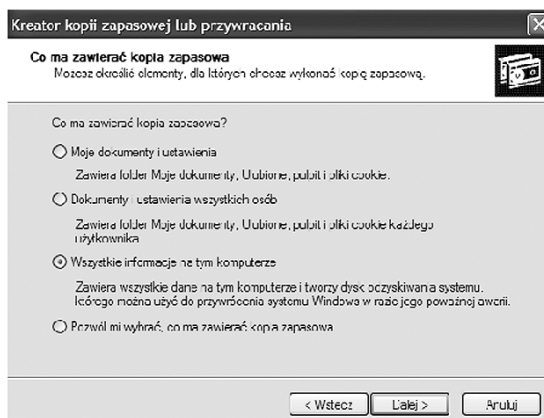 Kreator kopii zapasowej lub przywracania
Co ma zawierać kopia zapasowa
Możesz określić elementy, dla których chcesz wykonać kopię zapasową.
Co ma zawierać kopia zapasowa?
Moje dokumenty i ustawienia
Zawiera folder Moje dokumenty, Ulubione, pulpit i pliki cookie.
Dokumenty i ustawienia wszystkich osób
Zawiera folder Moje dokumenty, Ulubione, pulpit i pliki cookie każdego
użytkownika
Wszystkie informacje na tym komputerze
Zawiera wszystkie dane na tym komputerze i tworzy dysk odzyskiwania systemu,
którego można użyć do przywrócenia systemu Windows w razie jego poważnej awarii.
Pozwól mi wybrać, co ma zawierać kopia zapasowa
< Wstecz
Dalej >
Anuluj